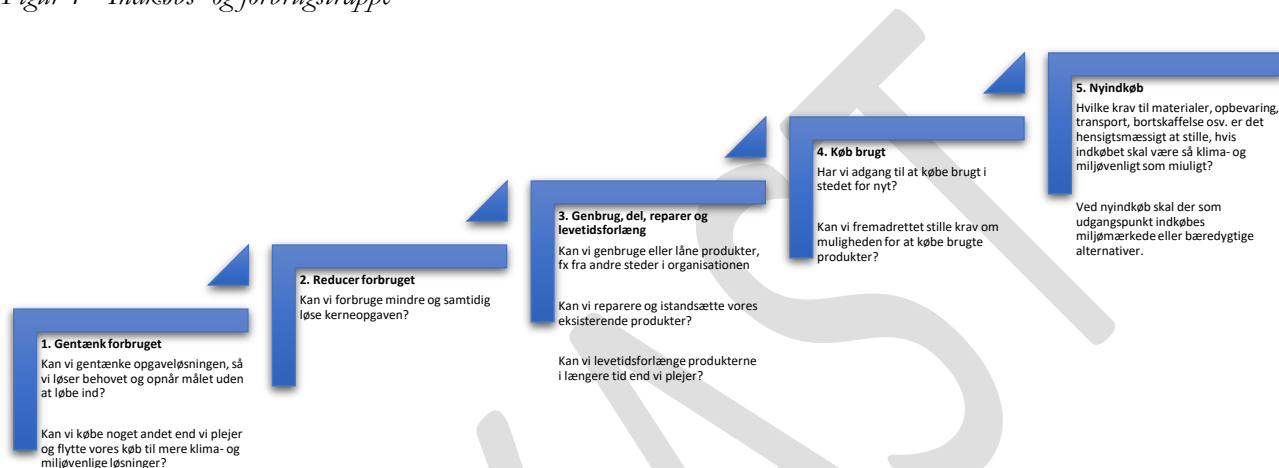 Figur 4 - Indkøbs- og forbrugstrappe
1. Gentænk forbruget
Kan vi gentænke opgaveløsningen, så
vi løser behovet og opnår målet uden
at løbe ind?
Kan vi købe noget andet end vi plejer
og flytte vores køb til mere klima- og
miljøvenlige løsninger?
2. Reducer forbruget
Kan vi forbruge mindre og samtidig
løse kerneopgaven?
3. Genbrug, del, reparer og
levetidsforlæng
Kan vi genbruge eller låne produkter,
fx fra andre steder i organisationen
Kan vi reparere og istandsætte vores
eksisterende produkter?
Kan vi levetidsforlænge produkterne
i længere tid end vi plejer?
4. Køb brugt
Har vi adgang til at købe brugt i
stedet for nyt?
Kan vi fremadrettet stille krav om
muligheden for at købe brugte
produkter?
5. Nyindkøb
Hvilke krav til materialer, opbevaring,
transport, bortskaffelse osv. er det
hensigtsmæssigt at stille, hvis
indkøbet skal være så klima- og
miljøvenligt som miuligt?
Ved nyindkøb skal der som
udgangspunkt indkøbes
miljømærkede eller bæredygtige
alternativer.